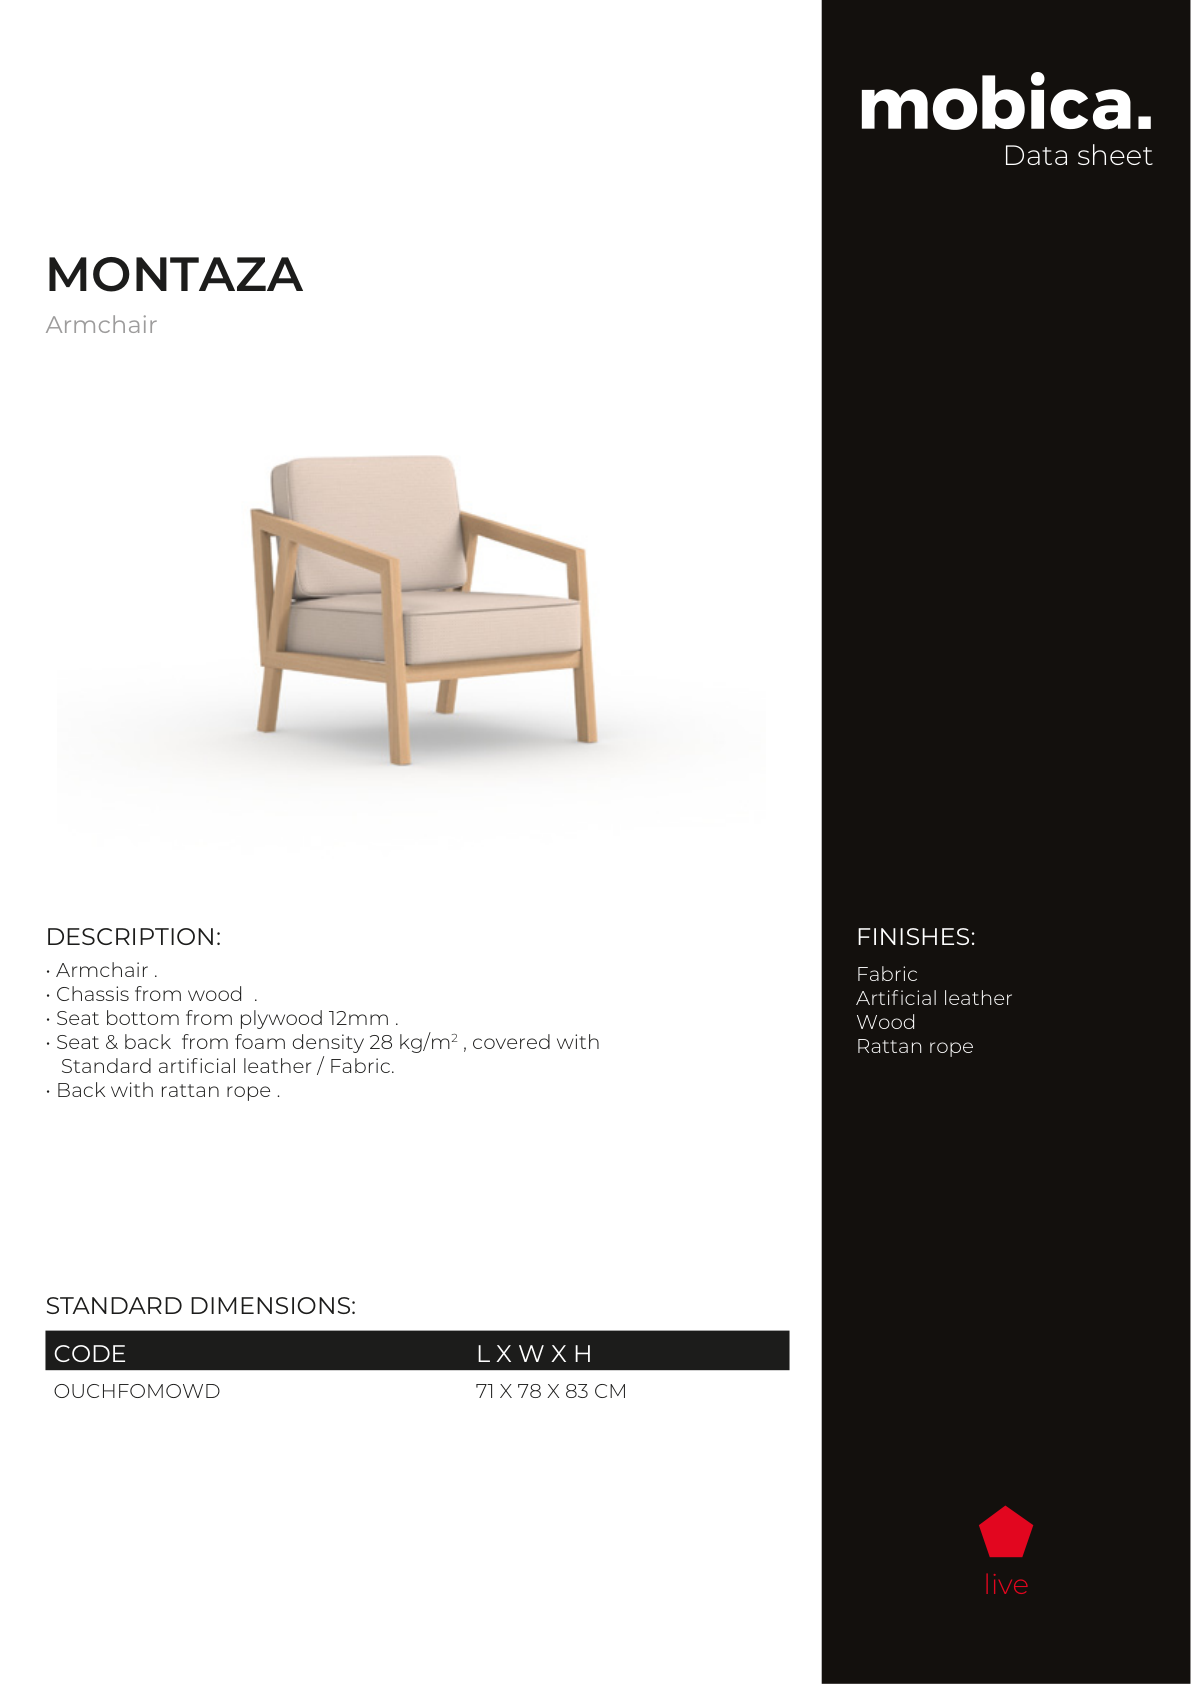 mobica.
Data sheet
MONTAZA
Armchair
DESCRIPTION:
• Armchair .
• Chassis from wood  .
• Seat bottom from plywood 12mm .
• Seat & back  from foam density 28 kg/m² , covered with
Standard artificial leather / Fabric.
• Back with rattan rope .
FINISHES:
Fabric
Artificial leather
Wood
Rattan rope
STANDARD DIMENSIONS:
CODE L X W X H
OUCHFOMOWD 71 X 78 X 83 CM
live